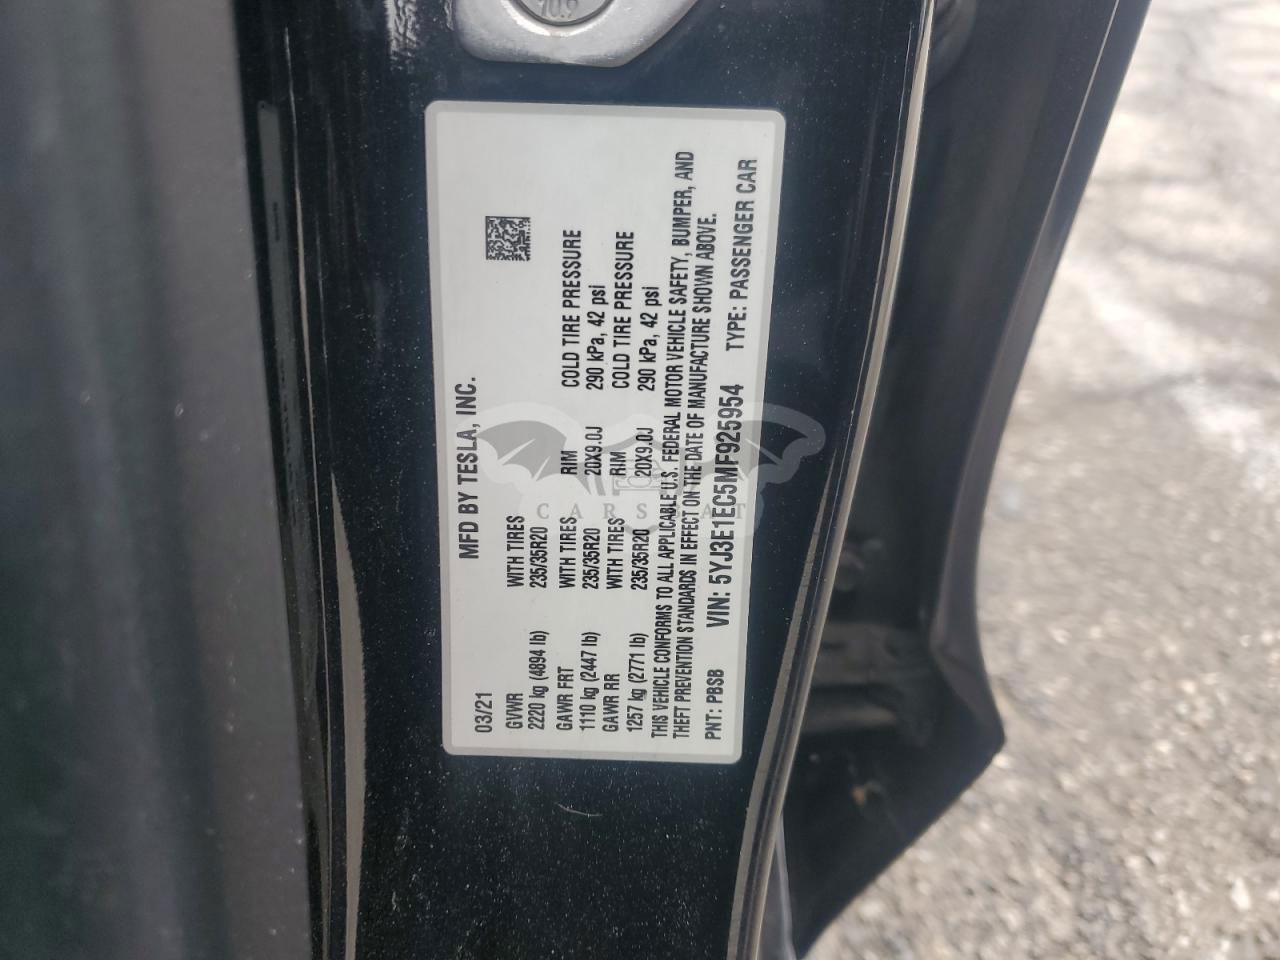 10.9
MFD BY TESLA, INC.
03/21
GVWR WITH TIRES
2220 kg (4894 lb) 235/35R20
GAWR FRT WITH TIRES RIM COLD TIRE PRESSURE
1110 kg (2447 lb) 235/35R20 20X9.0J 290 kPa, 42 psi
GAWR RR WITH TIRES RIM COLD TIRE PRESSURE
1257 kg (2771 lb) 235/35R20 20X9.0J 290 kPa, 42 psi
THIS VEHICLE CONFORMS TO ALL APPLICABLE U.S. FEDERAL MOTOR VEHICLE SAFETY, BUMPER, AND
THEFT PREVENTION STANDARDS IN EFFECT ON THE DATE OF MANUFACTURE SHOWN ABOVE.
PNT: PBSB VIN: 5YJ3E1EC5MF925954 TYPE: PASSENGER CAR